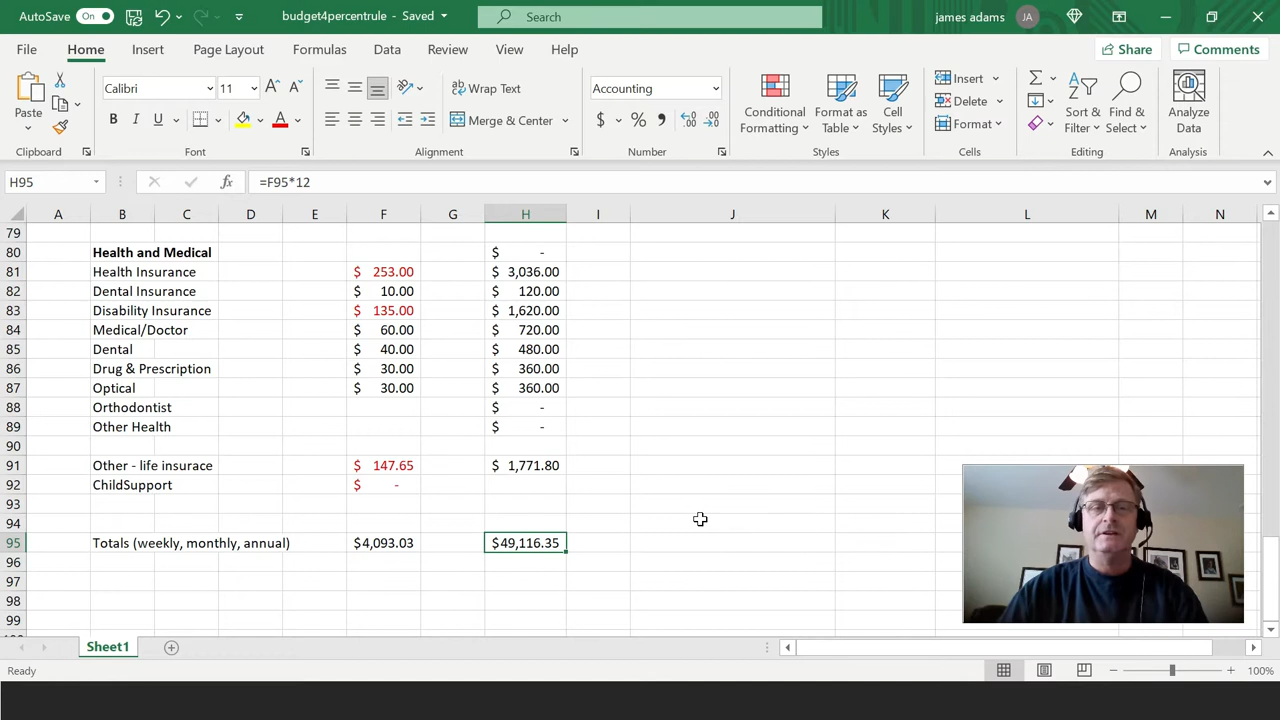 AutoSave On budget4percentrule - Saved Search james adams JA
File Home Insert Page Layout Formulas Data Review View Help Share Comments
Paste Calibri 11 Wrap Text Accounting Conditional Formatting Format as Table Cell Styles Insert Sort & Filter Find & Select Analyze Data
B I U A Merge & Center $ % , Delete
Format
Clipboard Font Alignment Number Styles Cells Editing Analysis
H95 fx =F95*12
A B C D E F G H I J K L M N
79
80 Health and Medical $ -
81 Health Insurance $ 253.00 $ 3,036.00
82 Dental Insurance $ 10.00 $ 120.00
83 Disability Insurance $ 135.00 $ 1,620.00
84 Medical/Doctor $ 60.00 $ 720.00
85 Dental $ 40.00 $ 480.00
86 Drug & Prescription $ 30.00 $ 360.00
87 Optical $ 30.00 $ 360.00
88 Orthodontist $ -
89 Other Health $ -
90
91 Other - life insurace $ 147.65 $ 1,771.80
92 ChildSupport $ -
93
94
95 Totals (weekly, monthly, annual) $4,093.03 $49,116.35
96
97
98
99
Sheet1
Ready 100%